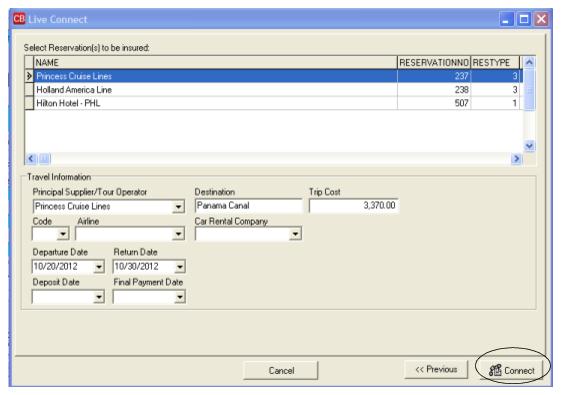 CB Live Connect
Select Reservation(s) to be insured:
NAME RESERVATIONNO RESTYPE
Princess Cruise Lines 237 3
Holland America Line 238 3
Hilton Hotel - PHL 507 1
Travel Information
Principal Supplier/Tour Operator Destination Trip Cost
Princess Cruise Lines Panama Canal 3,370.00
Code Airline Car Rental Company
Departure Date Return Date
10/20/2012 10/30/2012
Deposit Date Final Payment Date
Cancel << Previous Connect